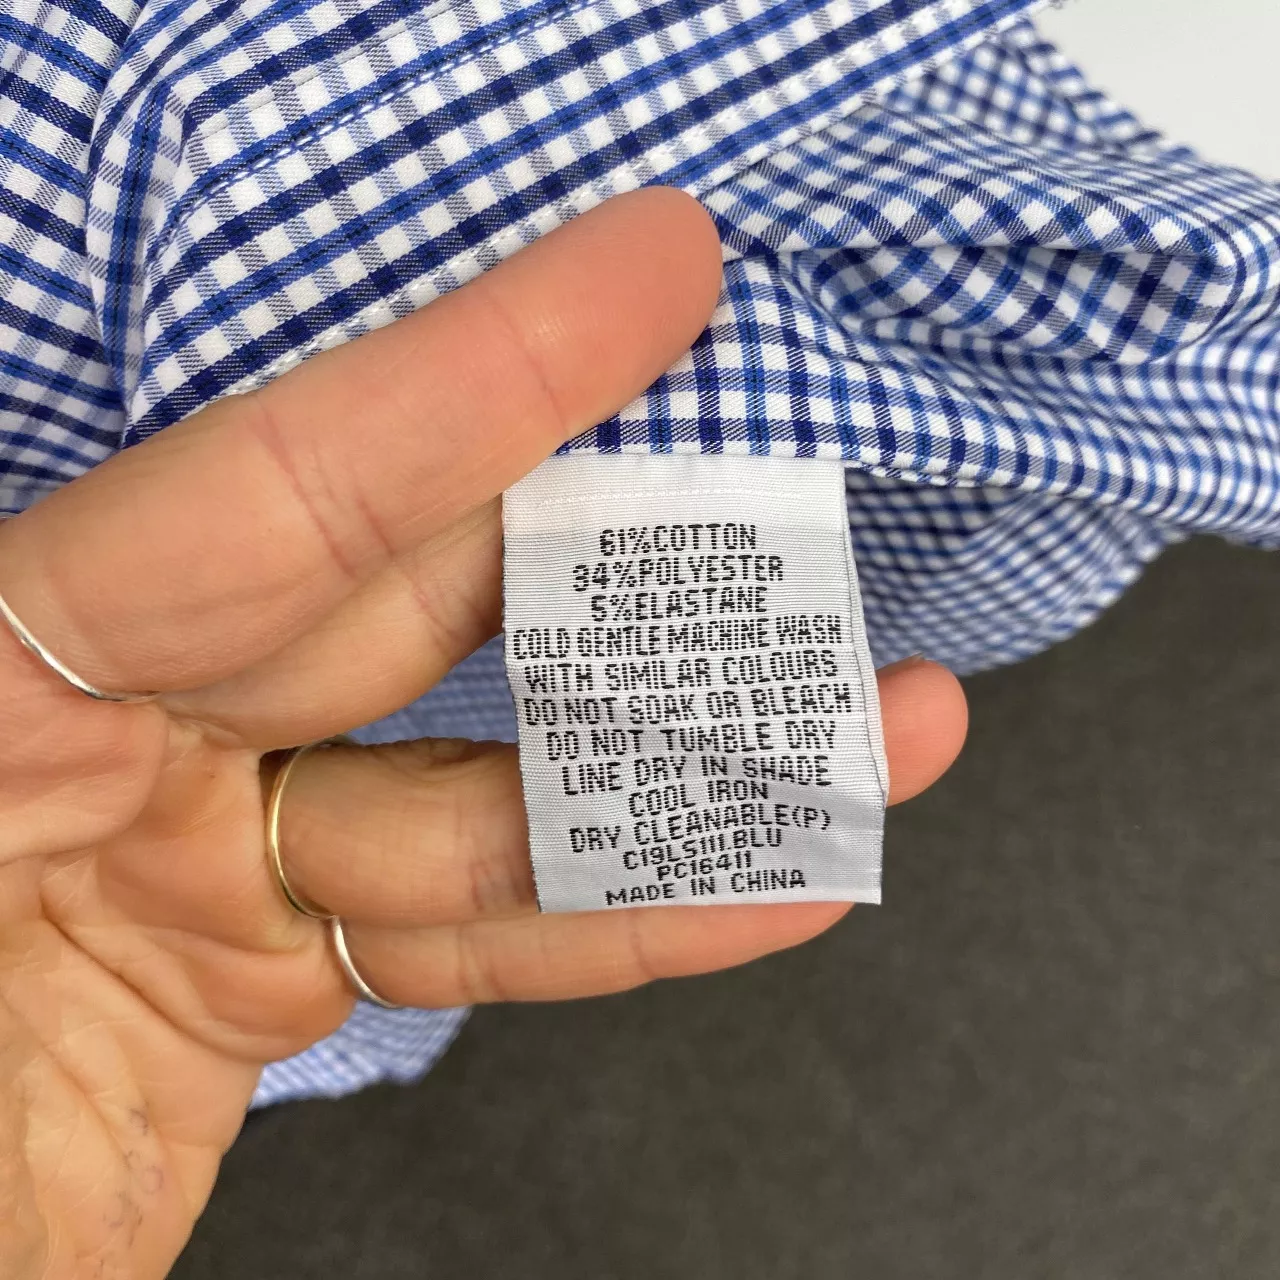 61%COTTON
34%POLYESTER
5%ELASTANE
COLD GENTLE MACHINE WASH
WITH SIMILAR COLOURS
DO NOT SOAK OR BLEACH
DO NOT TUMBLE DRY
LINE DRY IN SHADE
COOL IRON
DRY CLEANABLE(P)
C19LS111.BLU
PC16411
MADE IN CHINA